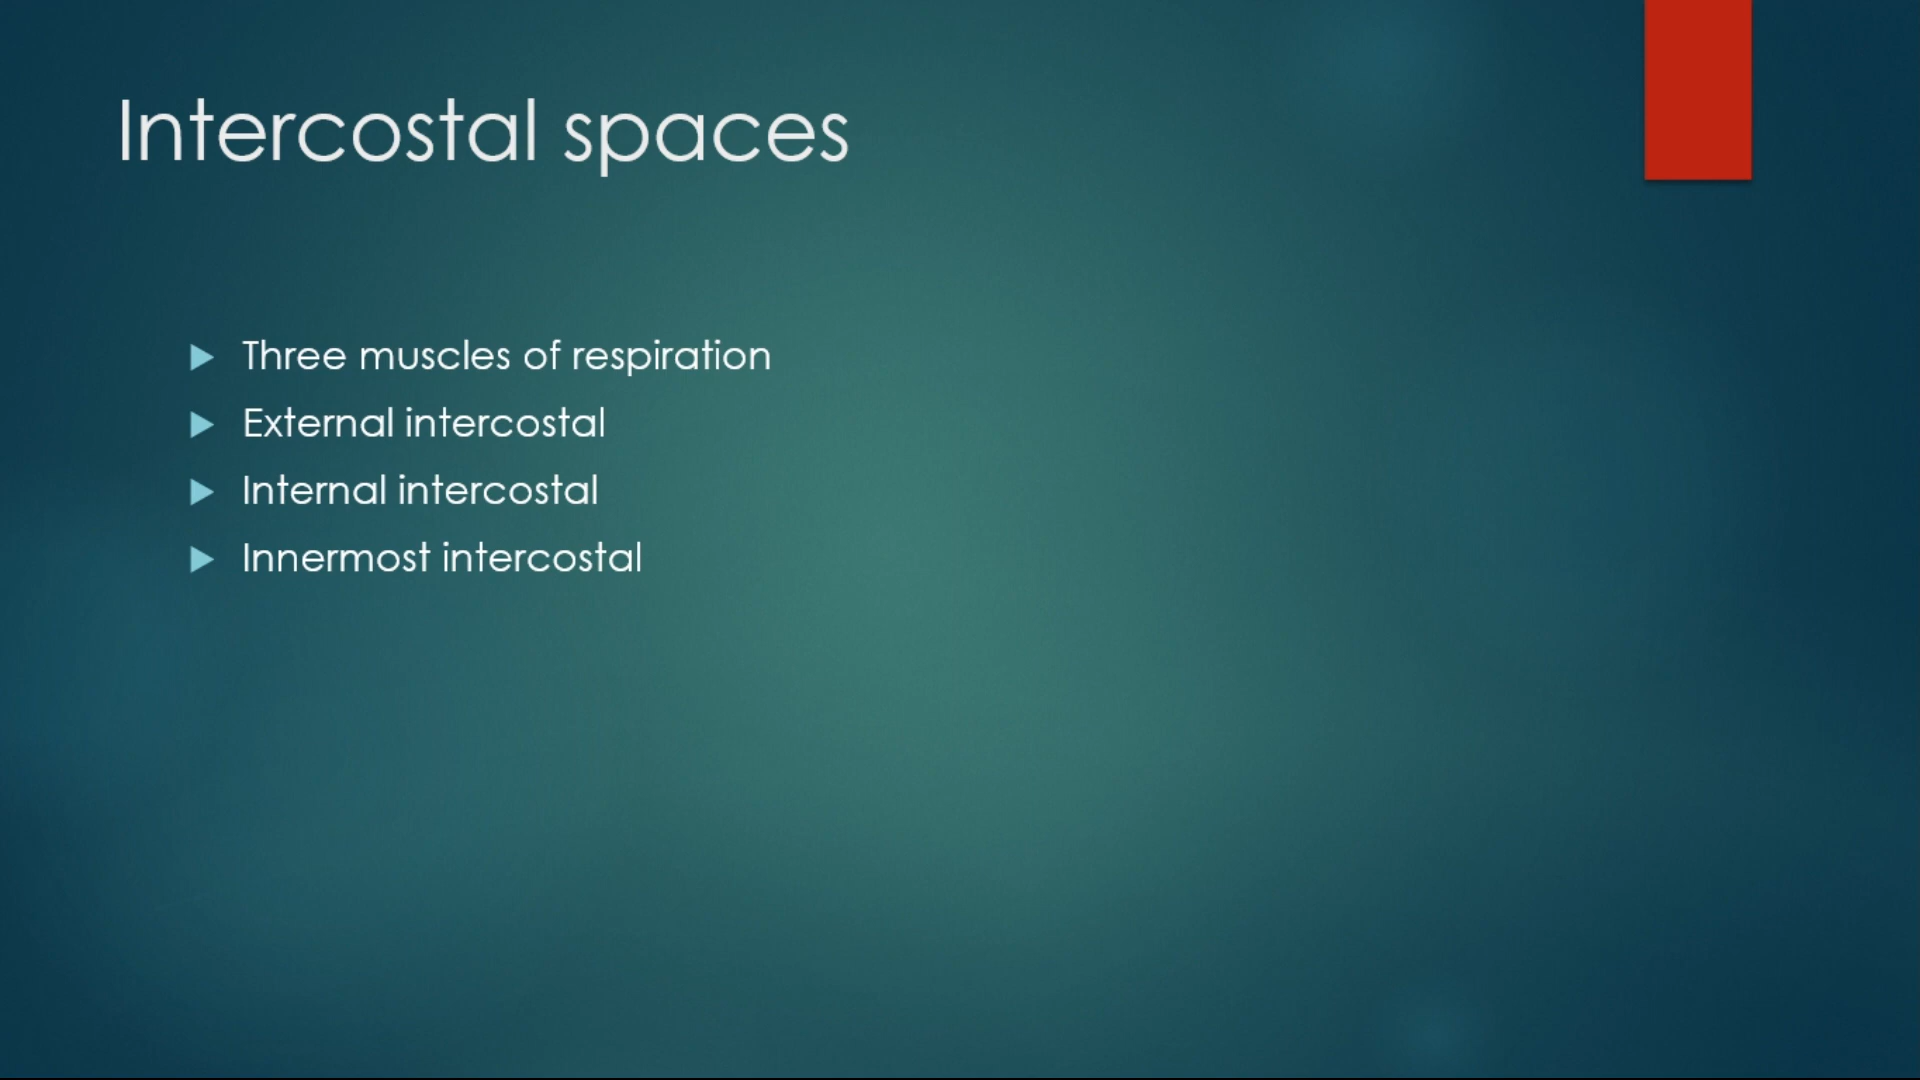 Intercostal spaces
Three muscles of respiration
External intercostal
Internal intercostal
Innermost intercostal